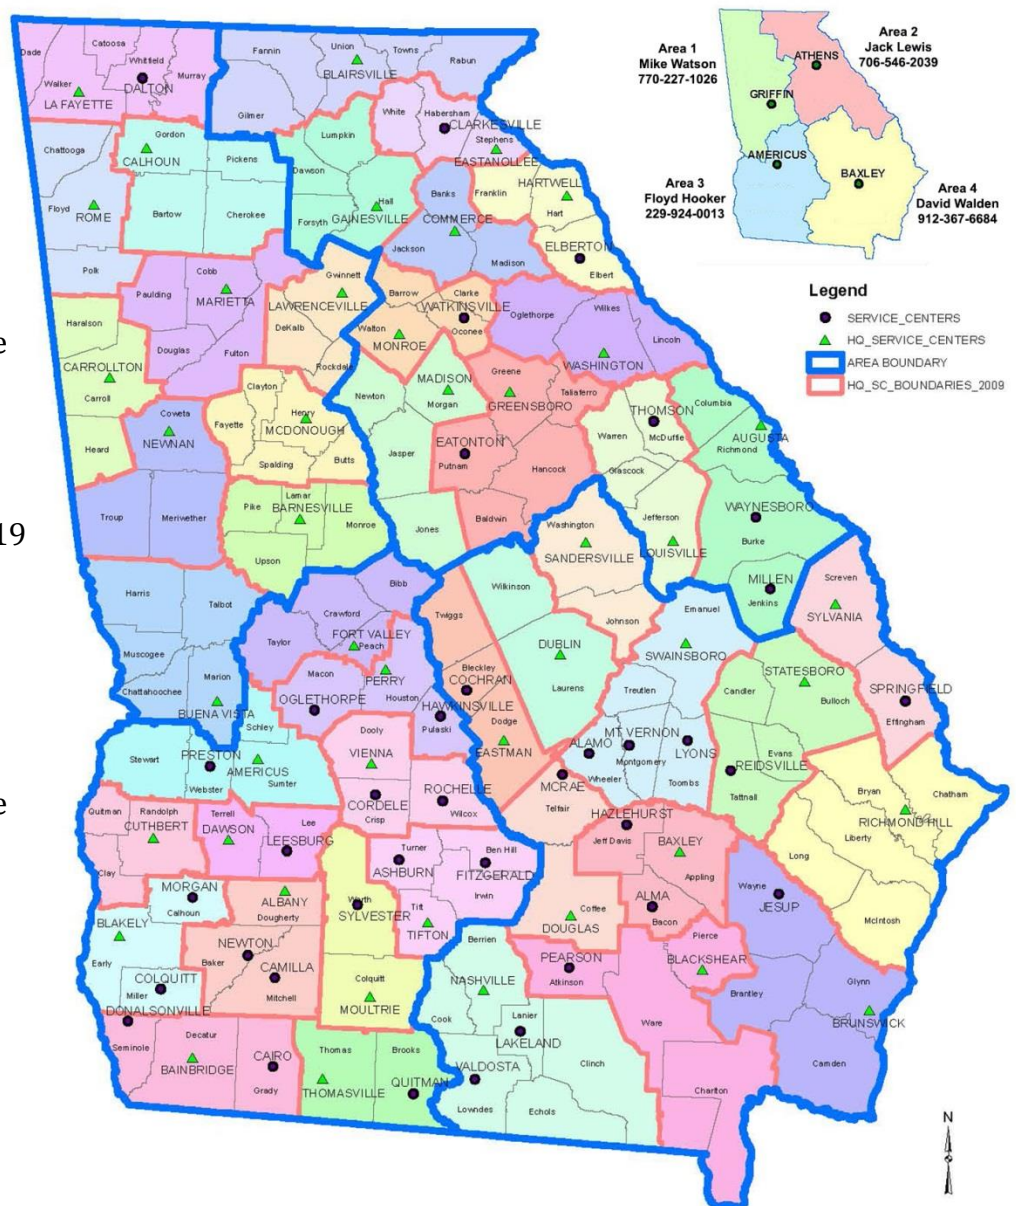 Area 1
Mike Watson
770-227-1026
Area 2
Jack Lewis
706-546-2039
ATHENS
GRIFFIN
AMERICUS
BAXLEY
Area 3
Floyd Hooker
229-924-0013
Area 4
David Walden
912-367-6684
Legend
SERVICE_CENTERS
HQ_SERVICE_CENTERS
AREA BOUNDARY
HQ_SC_BOUNDARIES_2009
N
e
19
e
Dade
Catoosa
Whitfield
Murray
Walker
DALTON
LA FAYETTE
Fannin
Union
Towns
Rabun
BLAIRSVILLE
Gilmer
White
Habersham
CLARKESVILLE
Stephens
EASTANOLLEE
Lumpkin
Chattooga
Gordon
CALHOUN
Pickens
Dawson
Floyd
ROME
Bartow
Cherokee
Forsyth
Hall
GAINESVILLE
Banks
COMMERCE
Franklin
HARTWELL
Hart
Jackson
Madison
ELBERTON
Elbert
Polk
Paulding
Cobb
MARIETTA
Gwinnett
LAWRENCEVILLE
Barrow
Clarke
WATKINSVILLE
Oconee
Oglethorpe
Wilkes
Lincoln
WASHINGTON
Haralson
CARROLLTON
Carroll
Douglas
Fulton
DeKalb
Rockdale
Walton
MONROE
Heard
Coweta
NEWNAN
Clayton
Fayette
Henry
MCDONOUGH
Spalding
Butts
Newton
MADISON
Morgan
Greene
GREENSBORO
Taliaferro
THOMSON
McDuffie
Warren
Columbia
AUGUSTA
Richmond
Jasper
EATONTON
Putnam
Hancock
Glascock
Troup
Meriwether
Pike
Lamar
BARNESVILLE
Monroe
Upson
Jones
Baldwin
Washington
SANDERSVILLE
Jefferson
LOUISVILLE
WAYNESBORO
Burke
MILLEN
Jenkins
Screven
SYLVANIA
Harris
Talbot
Muscogee
Chattahoochee
Marion
BUENA VISTA
Taylor
Crawford
Bibb
FORT VALLEY
Peach
Macon
OGLETHORPE
PERRY
Houston
HAWKINSVILLE
Pulaski
Twiggs
Wilkinson
Bleckley
COCHRAN
Dodge
EASTMAN
DUBLIN
Laurens
Johnson
Emanuel
SWAINSBORO
Treutlen
Candler
STATESBORO
Bulloch
SPRINGFIELD
Effingham
Stewart
PRESTON
Webster
Schley
AMERICUS
Sumter
Dooly
VIENNA
CORDELE
Crisp
ROCHELLE
Wilcox
ALAMO
Wheeler
MT VERNON
Montgomery
LYONS
Toombs
Evans
REIDSVILLE
Tattnall
MCRAE
Telfair
HAZLEHURST
Jeff Davis
BAXLEY
Appling
Bryan
Chatham
RICHMOND HILL
Liberty
Long
McIntosh
Quitman
Randolph
CUTHBERT
Terrell
DAWSON
Lee
LEESBURG
Clay
MORGAN
Calhoun
ALBANY
Dougherty
Worth
SYLVESTER
Turner
ASHBURN
Ben Hill
FITZGERALD
Irwin
Tift
TIFTON
Coffee
DOUGLAS
ALMA
Bacon
Wayne
JESUP
BLAKELY
Early
NEWTON
Baker
CAMILLA
Mitchell
Colquitt
MOULTRIE
COLQUITT
Miller
DONALSONVILLE
Seminole
Decatur
BAINBRIDGE
CAIRO
Grady
Thomas
THOMASVILLE
Brooks
QUITMAN
Berrien
NASHVILLE
Cook
Lanier
LAKELAND
VALDOSTA
Lowndes
Echols
Clinch
PEARSON
Atkinson
Pierce
BLACKSHEAR
Ware
Brantley
Glynn
BRUNSWICK
Camden
Charlton